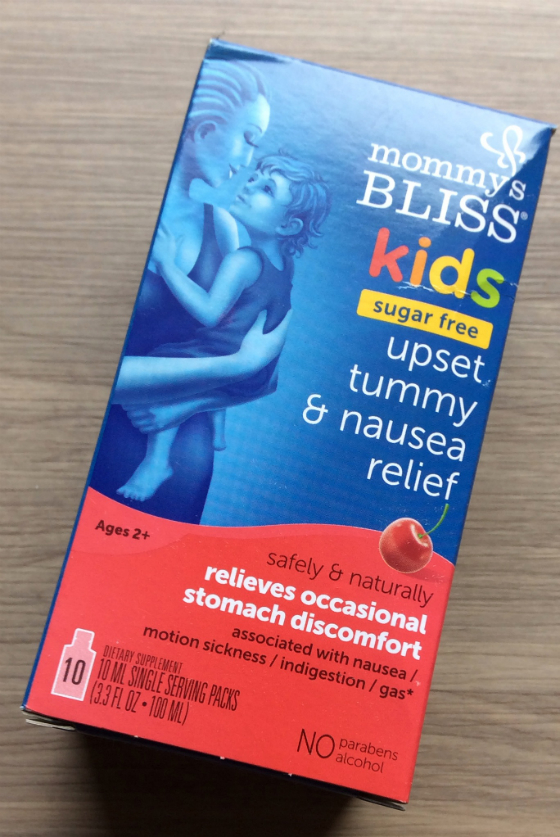 mommy's
BLISS®
kids
sugar free
upset
tummy
& nausea
relief
Ages 2+
safely & naturally
relieves occasional
stomach discomfort
associated with nausea /
motion sickness / indigestion / gas*
10
DIETARY SUPPLEMENT
10 ML SINGLE SERVING PACKS
(3.3 FL OZ • 100 ML)
NO parabens
alcohol